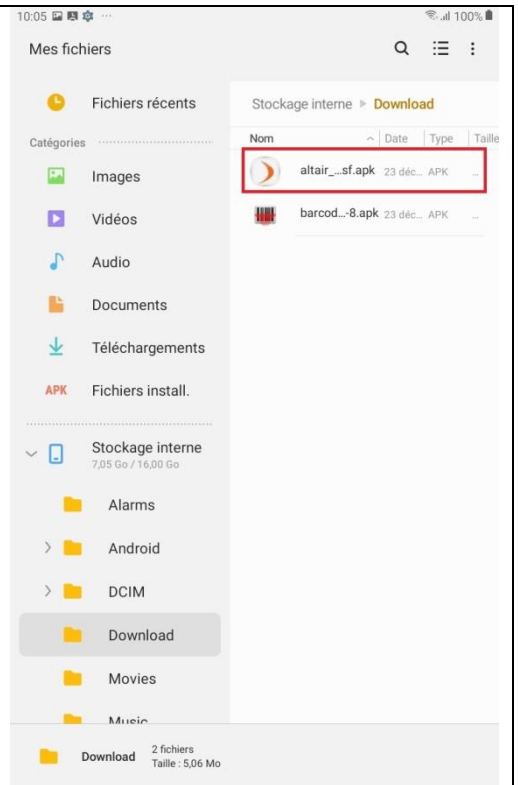 10:05 ... 100%
Mes fichiers
Fichiers récents
Catégories
Images
Vidéos
Audio
Documents
Téléchargements
APK Fichiers install.
Stockage interne
7,05 Go / 16,00 Go
Alarms
Android
DCIM
Download
Movies
Music
Stockage interne Download
Nom Date Type Taille
altair_...sf.apk 23 déc... APK ...
barcod...-8.apk 23 déc... APK ...
Download
2 fichiers
Taille : 5,06 Mo